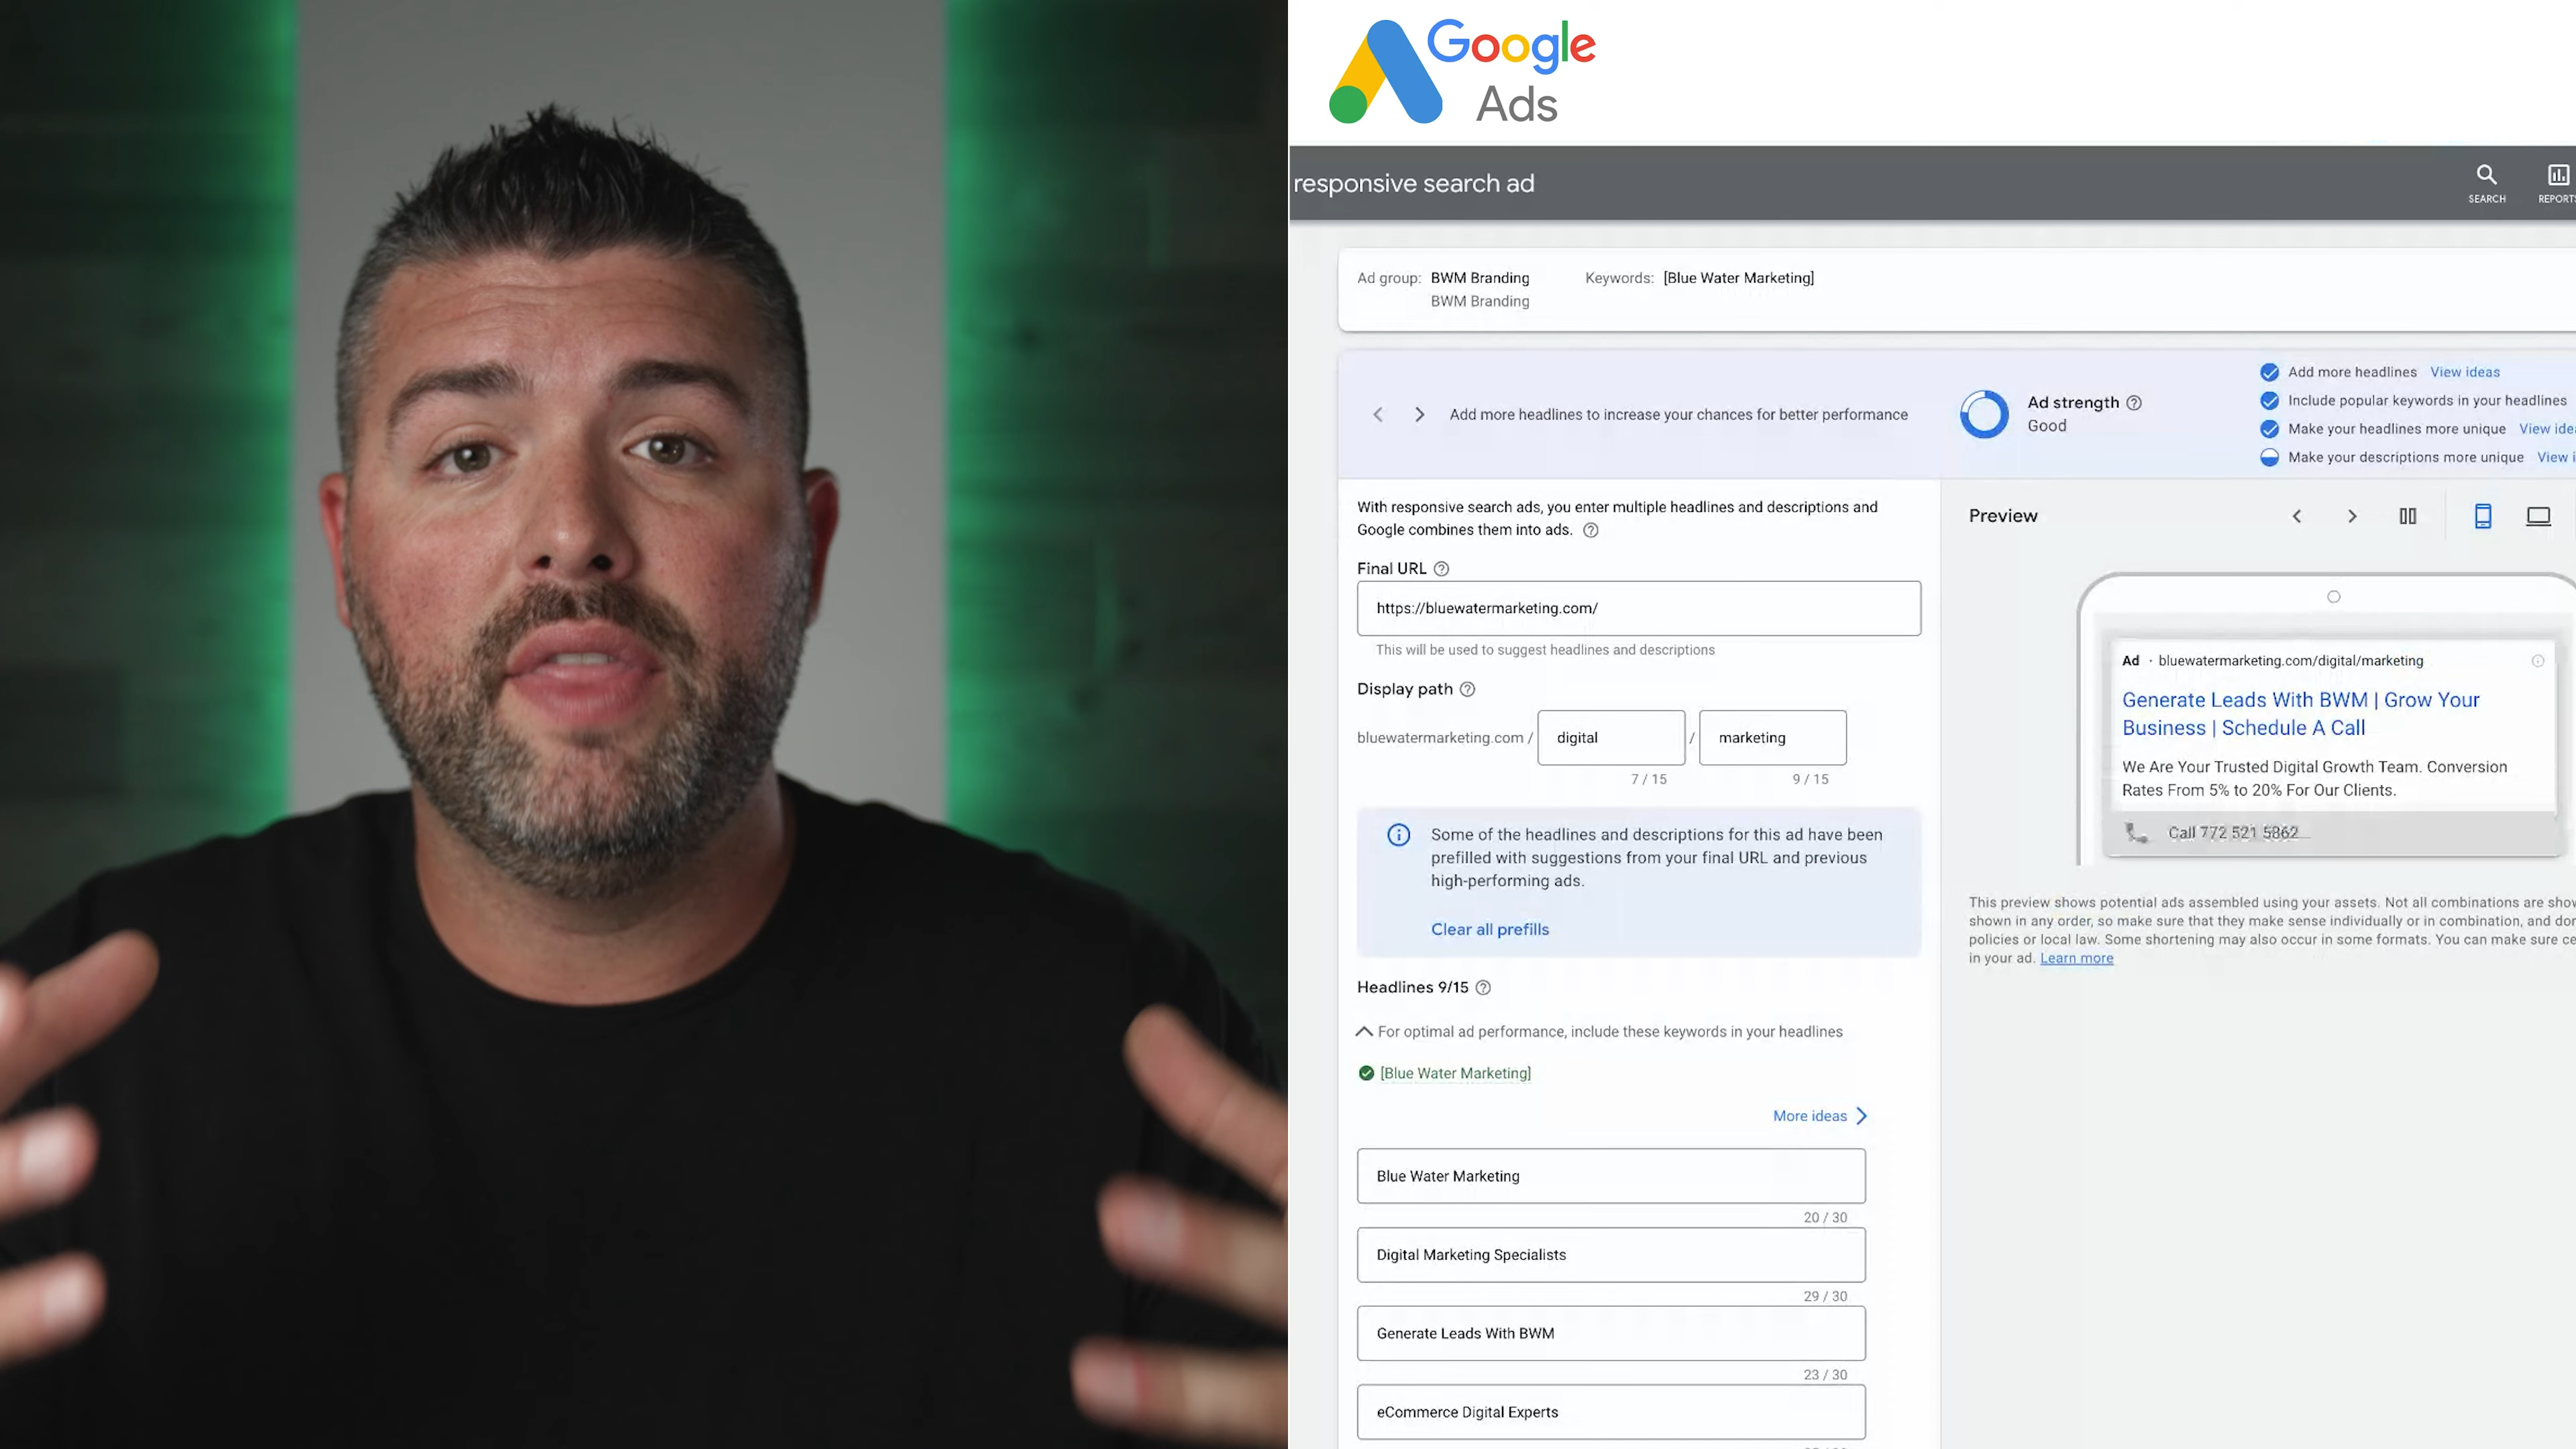 Google
Ads
responsive search ad
SEARCH
REPORTS
Ad group: BWM Branding
BWM Branding
Keywords: [Blue Water Marketing]
Add more headlines to increase your chances for better performance
Ad strength
Good
Add more headlines View ideas
Include popular keywords in your headlines
Make your headlines more unique View
Make your descriptions more unique View
With responsive search ads, you enter multiple headlines and descriptions and
Google combines them into ads.
Final URL
https://bluewatermarketing.com/
This will be used to suggest headlines and descriptions
Display path
bluewatermarketing.com / digital / marketing
7 / 15
9 / 15
Some of the headlines and descriptions for this ad have been
prefilled with suggestions from your final URL and previous
high-performing ads.
Clear all prefills
Headlines 9/15
For optimal ad performance, include these keywords in your headlines
[Blue Water Marketing]
More ideas
Blue Water Marketing
20 / 30
Digital Marketing Specialists
29 / 30
Generate Leads With BWM
23 / 30
eCommerce Digital Experts
Preview
Ad · bluewatermarketing.com/digital/marketing
Generate Leads With BWM | Grow Your
Business | Schedule A Call
We Are Your Trusted Digital Growth Team. Conversion
Rates From 5% to 20% For Our Clients.
Call 772 521 5862
This preview shows potential ads assembled using your assets. Not all combinations are
shown in any order, so make sure that they make sense individually or in combination, and
policies or local law. Some shortening may also occur in some formats. You can make sure
in your ad. Learn more